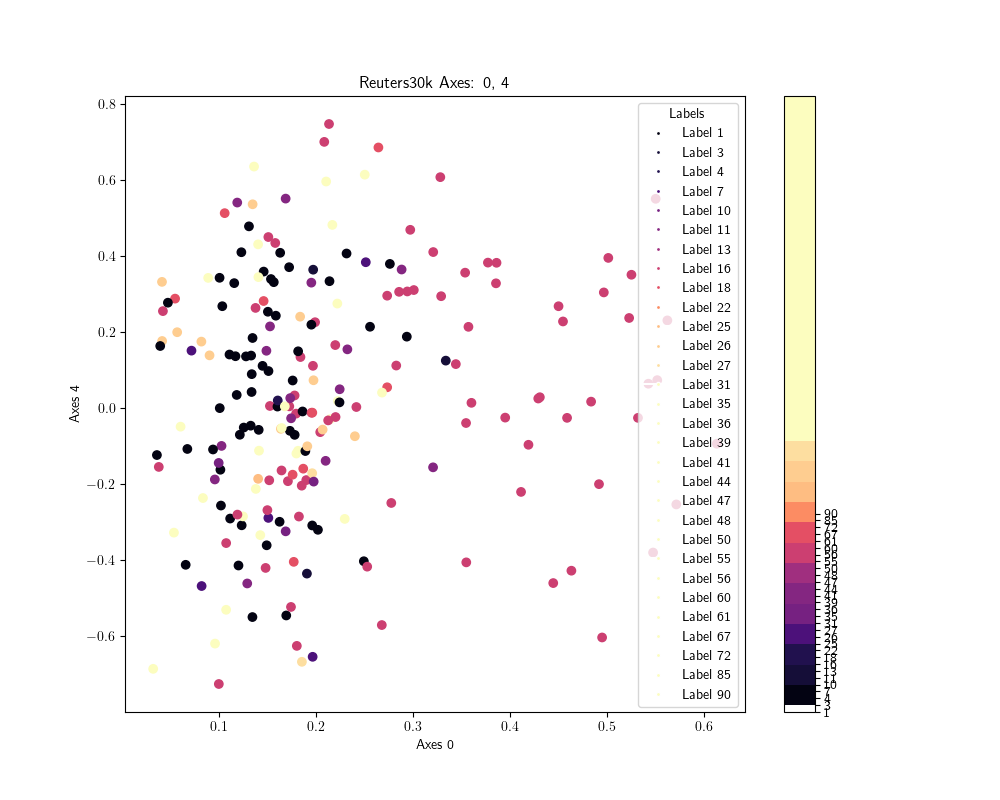 Reuters30k Axes: 0, 4
Axes 4
0.8
0.6
0.4
0.2
0.0
−0.2
−0.4
−0.6
0.1
0.2
0.3
0.4
0.5
0.6
Axes 0
Labels
Label 1
Label 3
Label 4
Label 7
Label 10
Label 11
Label 13
Label 16
Label 18
Label 22
Label 25
Label 26
Label 27
Label 31
Label 35
Label 36
Label 39
Label 41
Label 44
Label 47
Label 48
Label 50
Label 55
Label 56
Label 60
Label 61
Label 67
Label 72
Label 85
Label 90
90
85
72
67
61
60
56
55
50
48
47
44
41
39
36
35
31
27
26
25
22
18
16
13
11
10
7
4
3
1